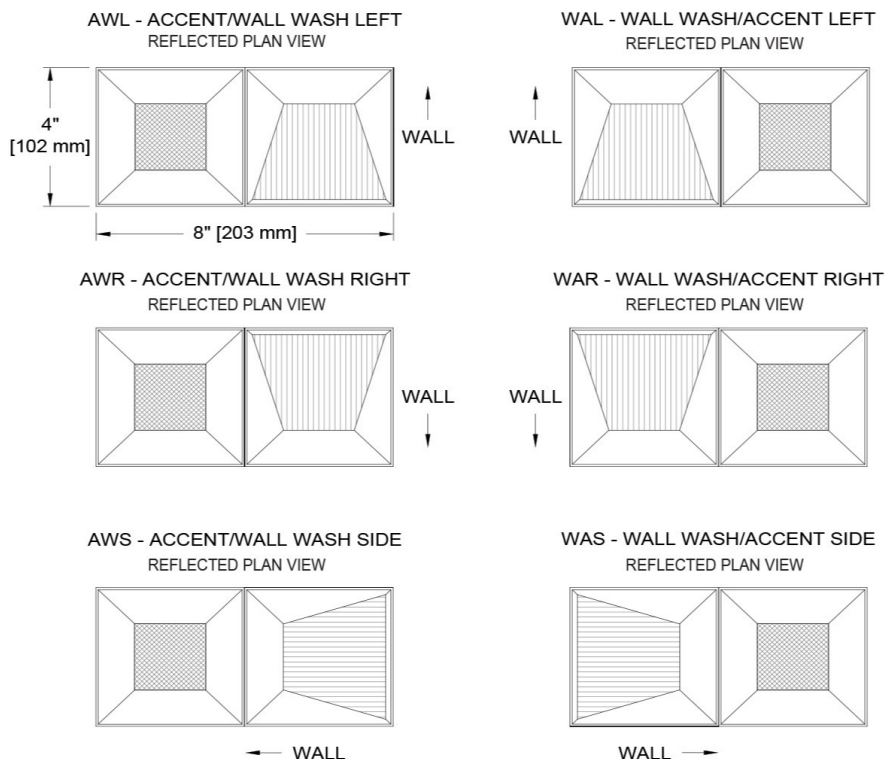 AWL - ACCENT/WALL WASH LEFT
REFLECTED PLAN VIEW
4"
[102 mm]
WALL
8" [203 mm]
WAL - WALL WASH/ACCENT LEFT
REFLECTED PLAN VIEW
WALL
AWR - ACCENT/WALL WASH RIGHT
REFLECTED PLAN VIEW
WALL
WAR - WALL WASH/ACCENT RIGHT
REFLECTED PLAN VIEW
WALL
AWS - ACCENT/WALL WASH SIDE
REFLECTED PLAN VIEW
WALL
WAS - WALL WASH/ACCENT SIDE
REFLECTED PLAN VIEW
WALL